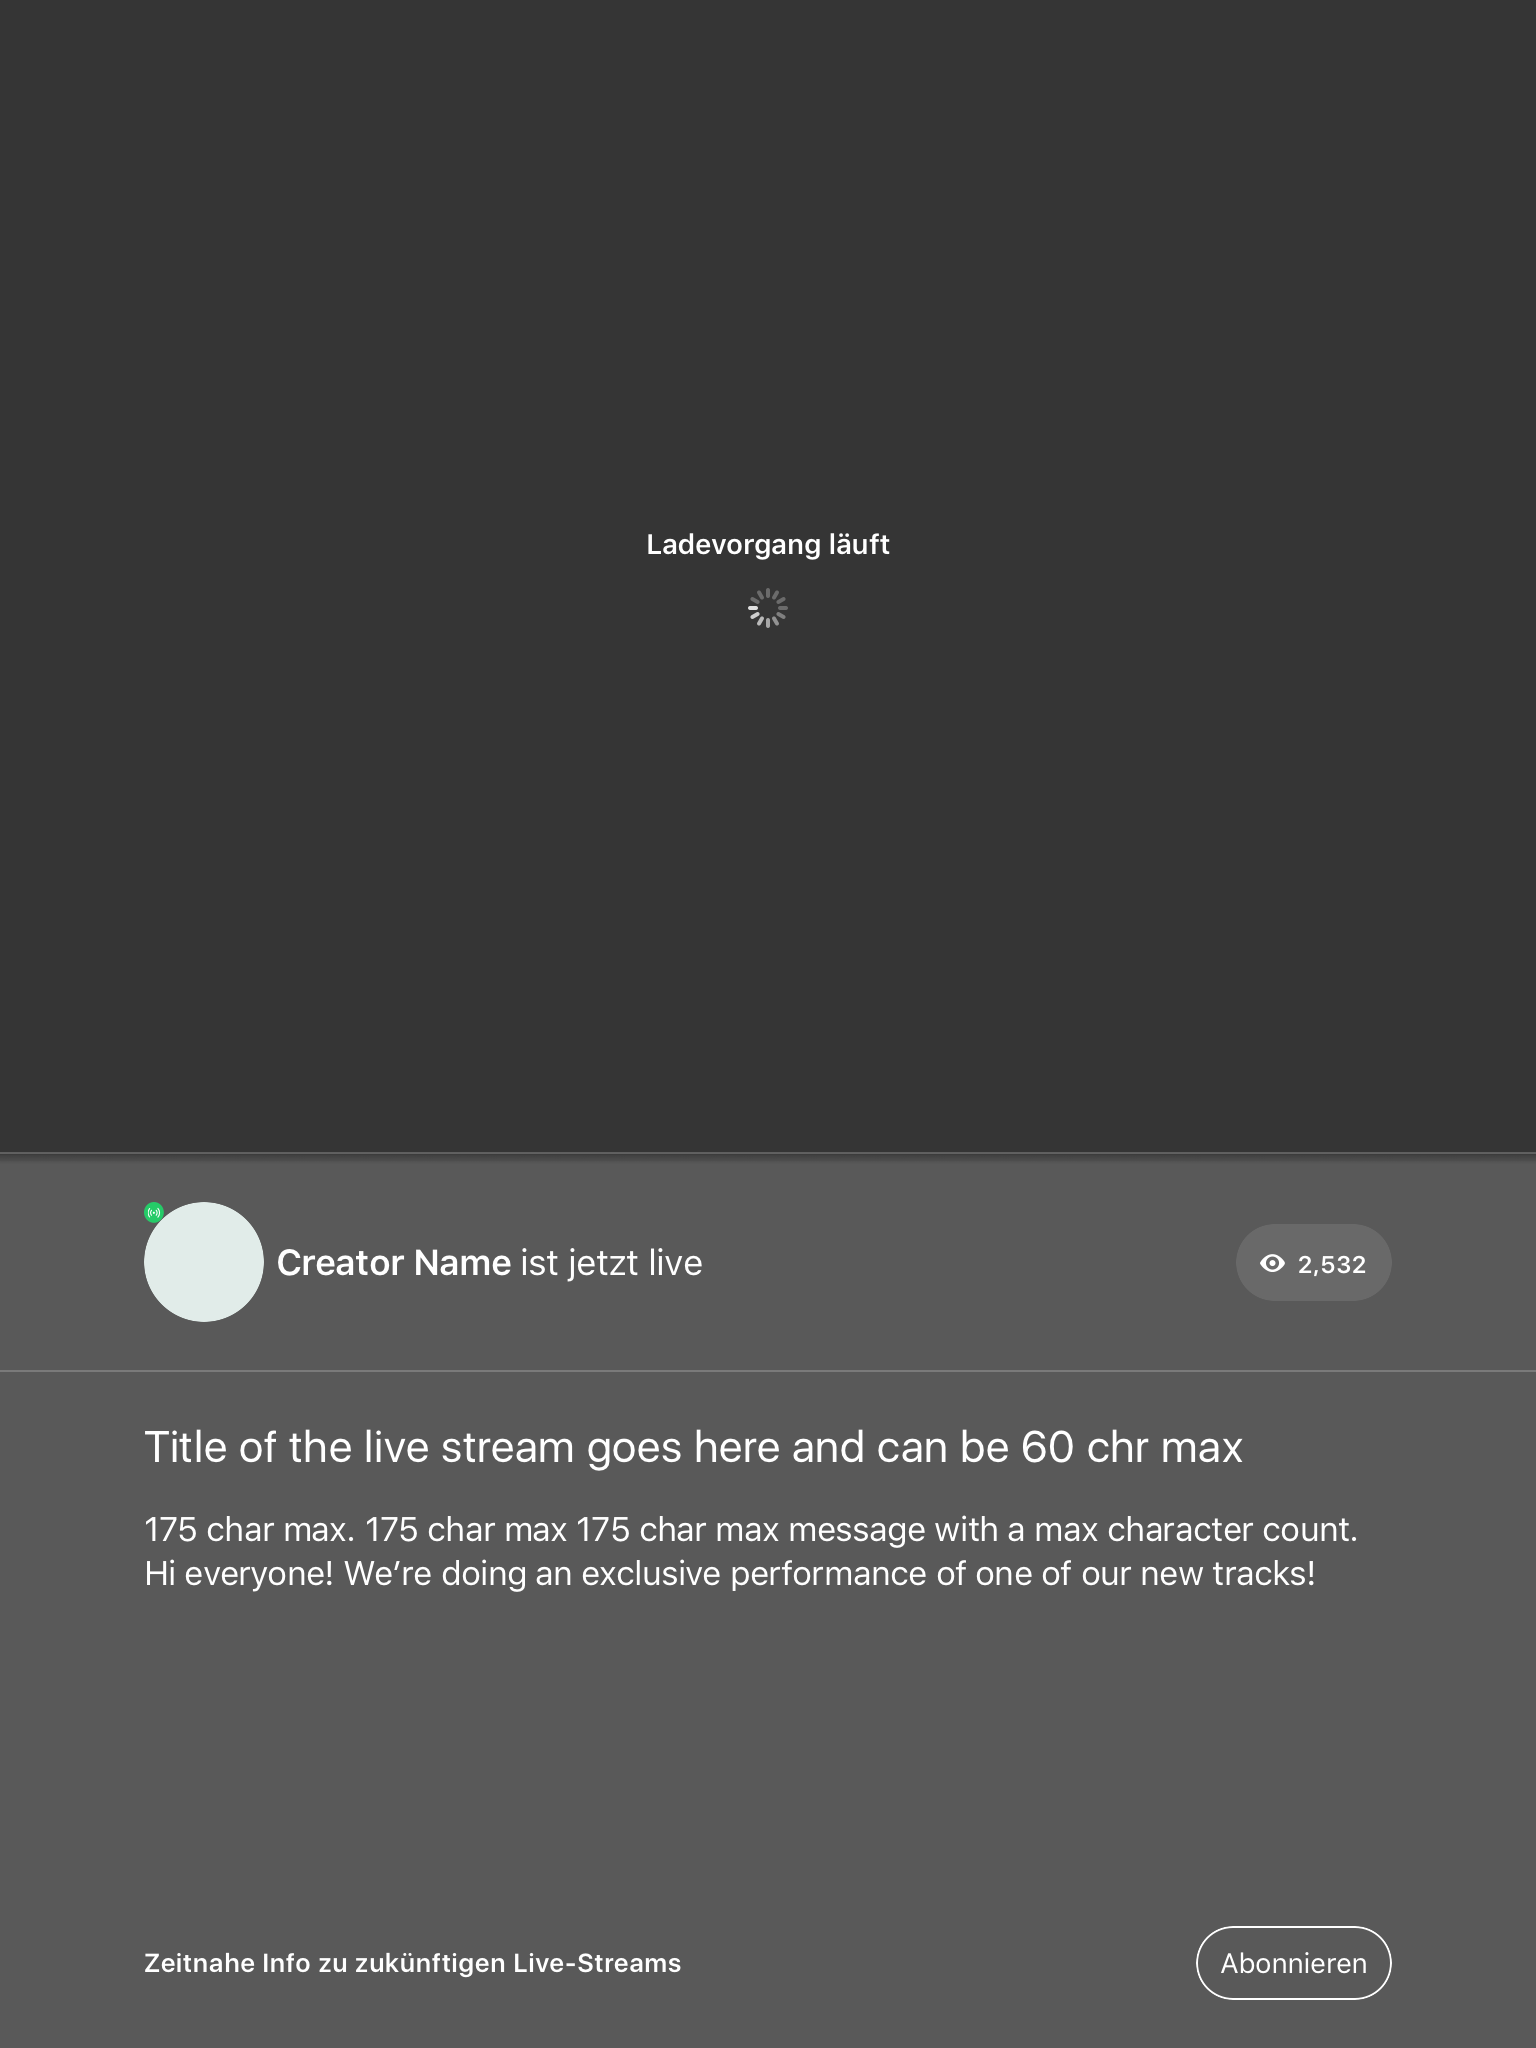 Ladevorgang läuft
Creator Name ist jetzt live
2,532
Title of the live stream goes here and can be 60 chr max
175 char max. 175 char max 175 char max message with a max character count.
Hi everyone! We’re doing an exclusive performance of one of our new tracks!
Zeitnahe Info zu zukünftigen Live-Streams
Abonnieren